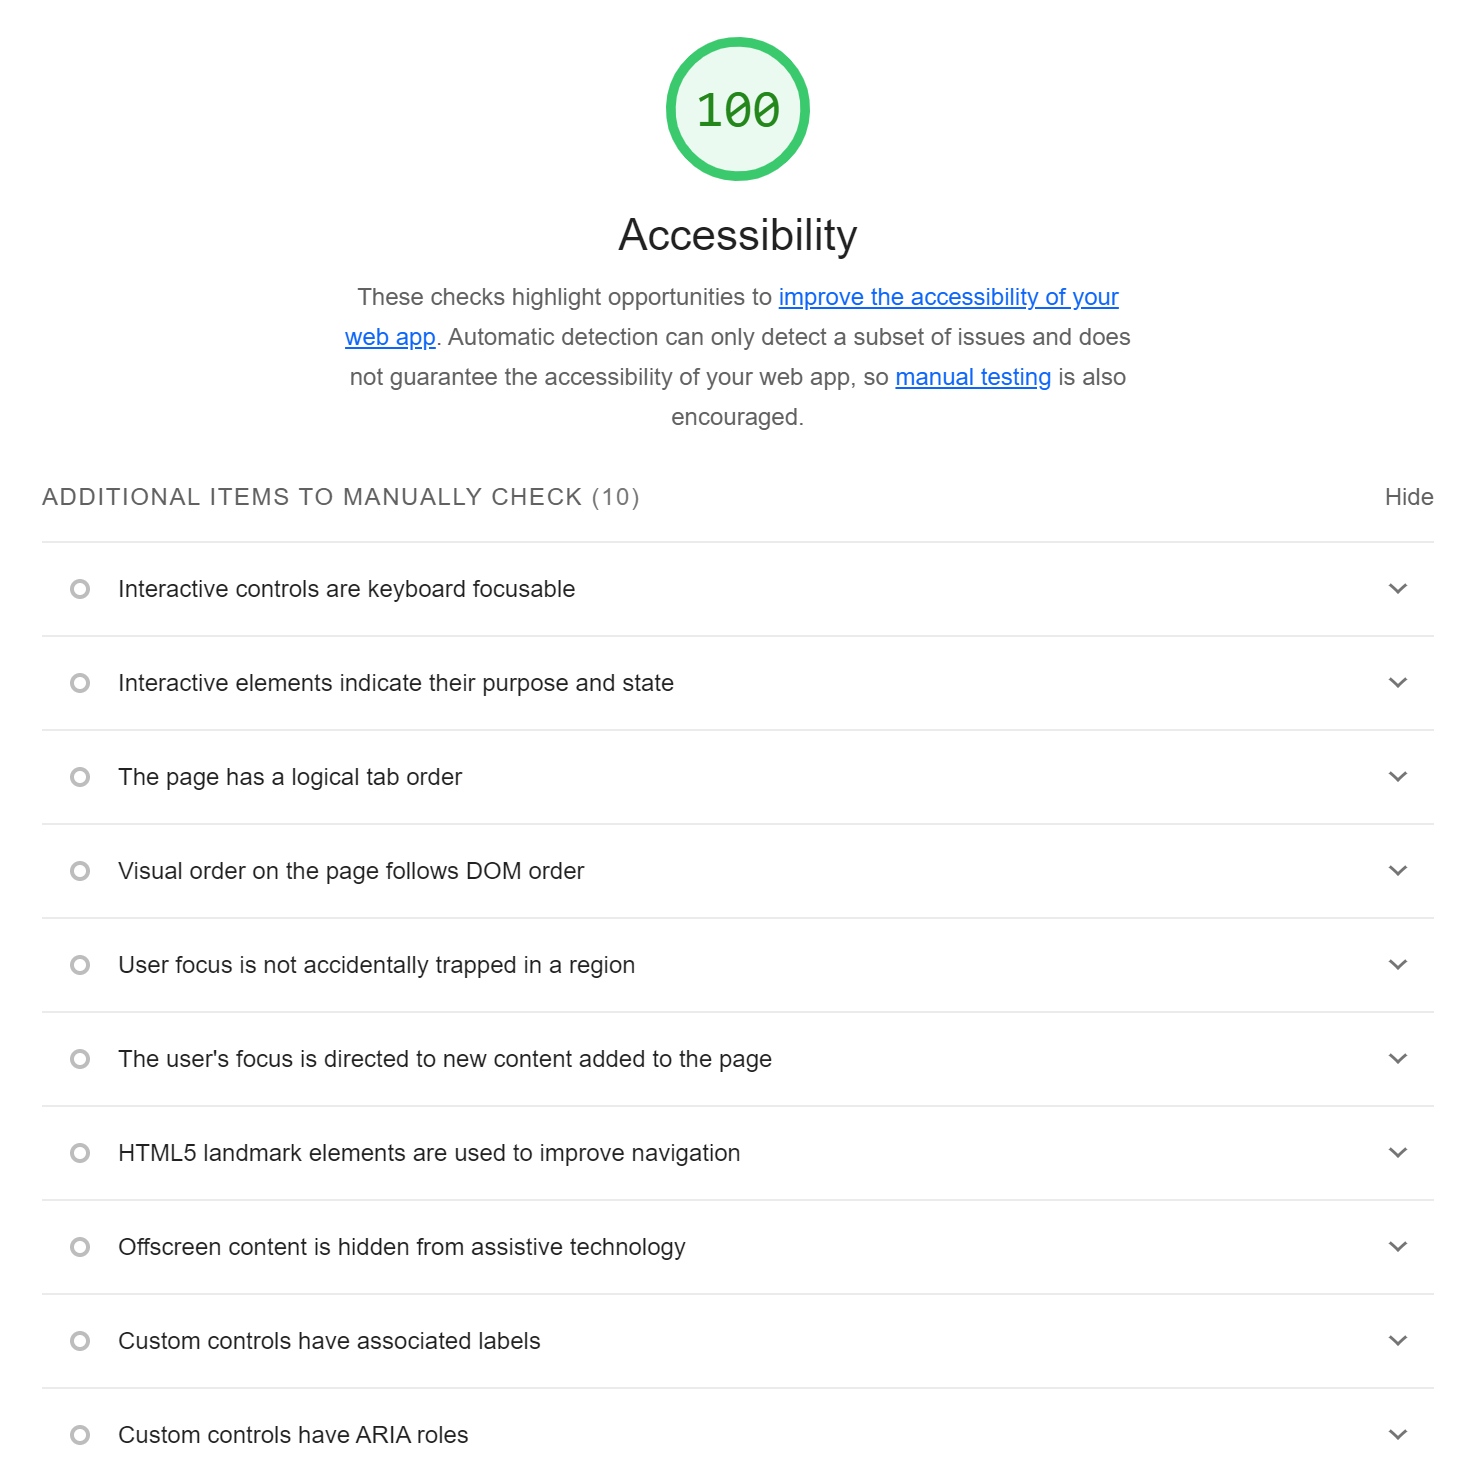 100
Accessibility
These checks highlight opportunities to improve the accessibility of your
web app. Automatic detection can only detect a subset of issues and does
not guarantee the accessibility of your web app, so manual testing is also
encouraged.
ADDITIONAL ITEMS TO MANUALLY CHECK (10) Hide
Interactive controls are keyboard focusable
Interactive elements indicate their purpose and state
The page has a logical tab order
Visual order on the page follows DOM order
User focus is not accidentally trapped in a region
The user's focus is directed to new content added to the page
HTML5 landmark elements are used to improve navigation
Offscreen content is hidden from assistive technology
Custom controls have associated labels
Custom controls have ARIA roles